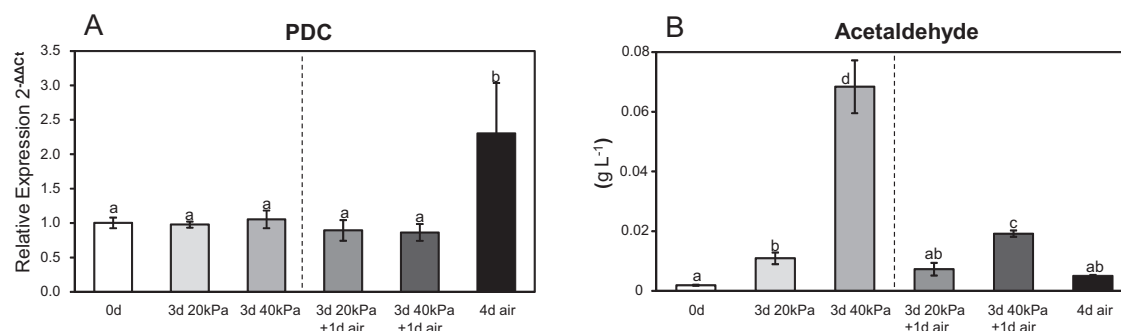 A
PDC
Relative Expression 2-ΔΔCt
3.5
3.0
2.5
2.0
1.5
1.0
0.5
0.0
a
a
a
a
a
b
0d
3d 20kPa
3d 40kPa
3d 20kPa
+1d air
3d 40kPa
+1d air
4d air
B
Acetaldehyde
(g L-1)
0.08
0.06
0.04
0.02
0
a
b
d
ab
c
ab
0d
3d 20kPa
3d 40kPa
3d 20kPa
+1d air
3d 40kPa
+1d air
4d air